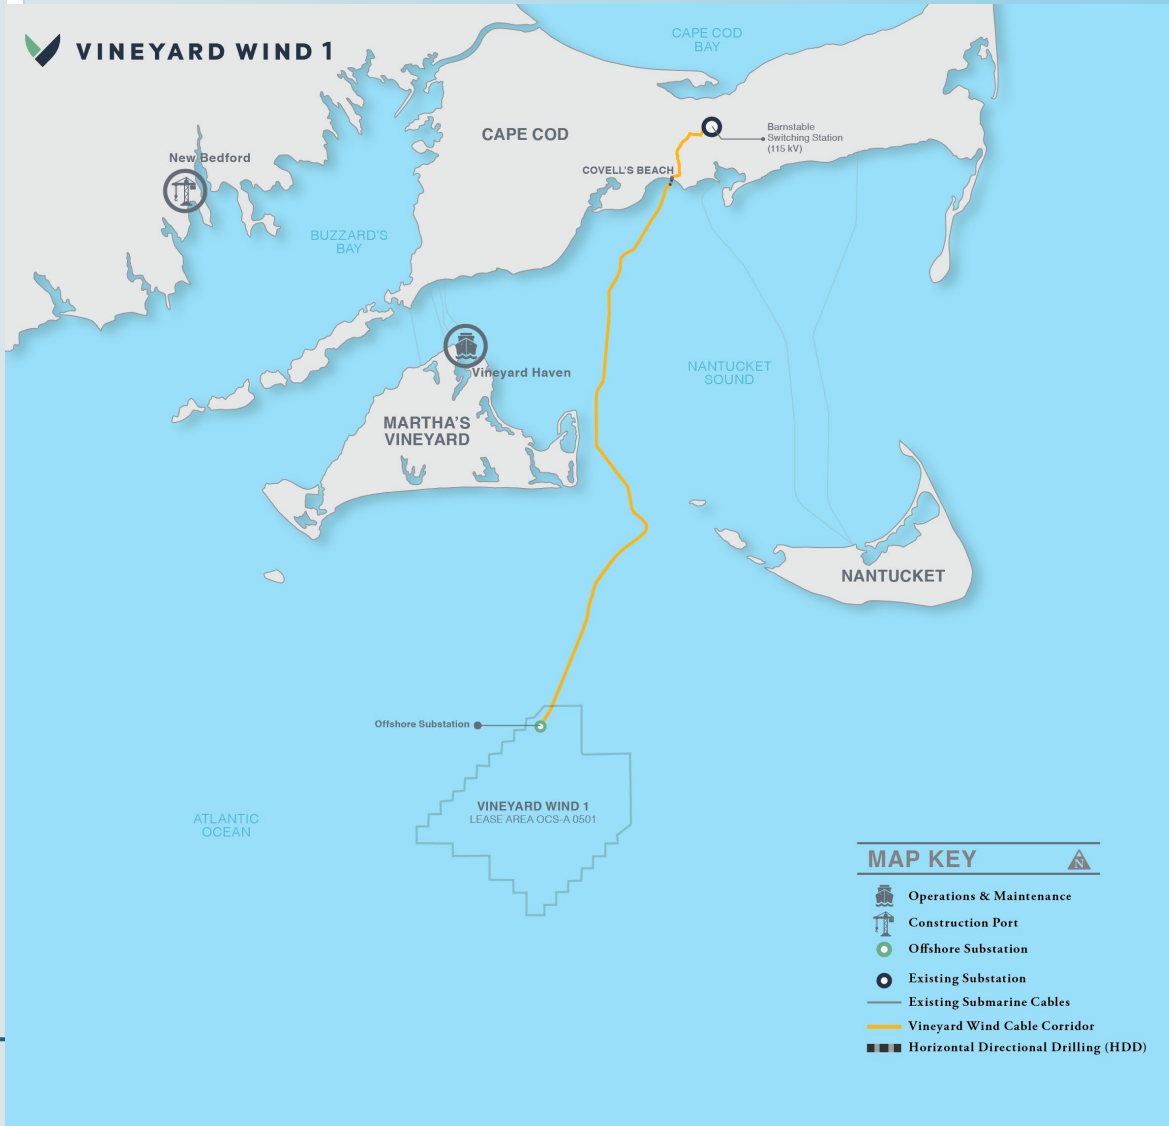 VINEYARD WIND 1
CAPE COD
BAY
CAPE COD
Barnstable
Switching Station
(115 kV)
New Bedford
COVELL'S BEACH
BUZZARD'S
BAY
NANTUCKET
SOUND
Vineyard Haven
MARTHA'S
VINEYARD
NANTUCKET
Offshore Substation
VINEYARD WIND 1
LEASE AREA OCS-A 0501
ATLANTIC
OCEAN
MAP KEY
N
Operations & Maintenance
Construction Port
Offshore Substation
Existing Substation
Existing Submarine Cables
Vineyard Wind Cable Corridor
Horizontal Directional Drilling (HDD)